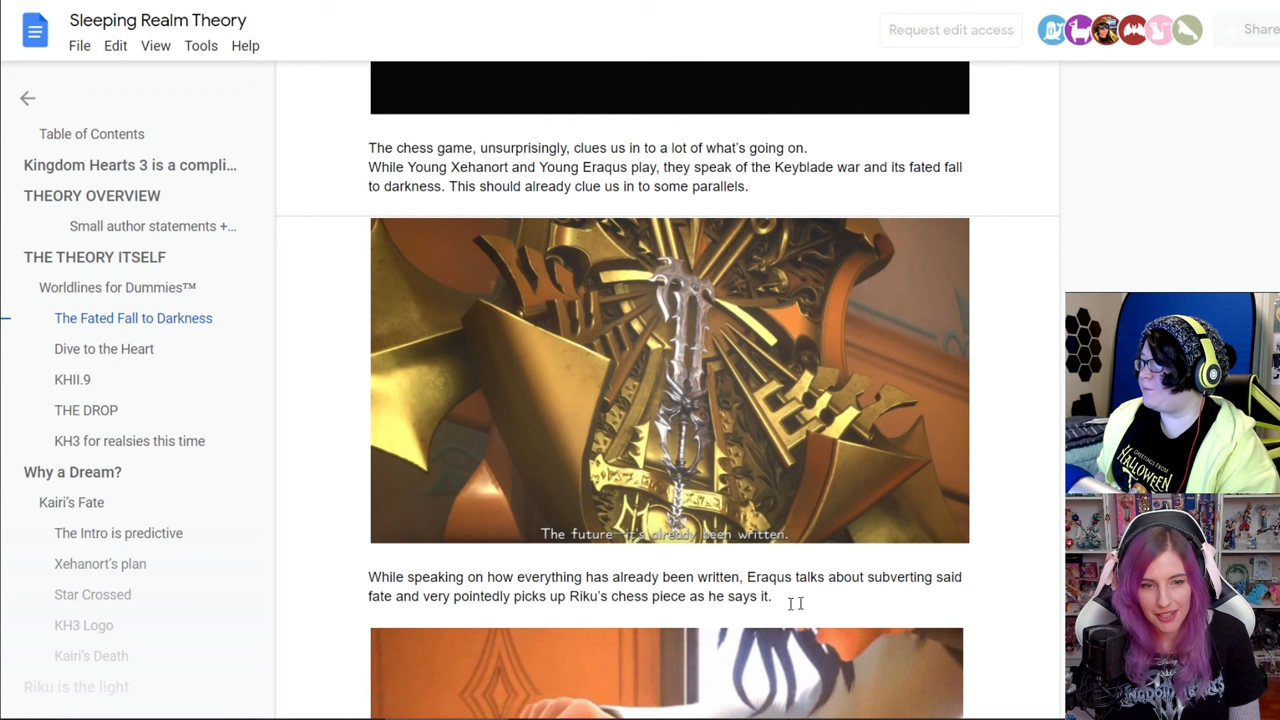 Sleeping Realm Theory
File Edit View Tools Help
Request edit access
Share
Table of Contents
Kingdom Hearts 3 is a compli...
THEORY OVERVIEW
Small author statements +...
THE THEORY ITSELF
Worldlines for Dummies™
The Fated Fall to Darkness
Dive to the Heart
KHII.9
THE DROP
KH3 for realsies this time
Why a Dream?
Kairi's Fate
The Intro is predictive
Xehanort's plan
Star Crossed
KH3 Logo
Kairi's Death
Riku is the light
The chess game, unsurprisingly, clues us in to a lot of what's going on.
While Young Xehanort and Young Eraqus play, they speak of the Keyblade war and its fated fall
to darkness. This should already clue us in to some parallels.
The future—it's already been written.
While speaking on how everything has already been written, Eraqus talks about subverting said
fate and very pointedly picks up Riku's chess piece as he says it.
GREETINGS FROM
HALLOWEEN